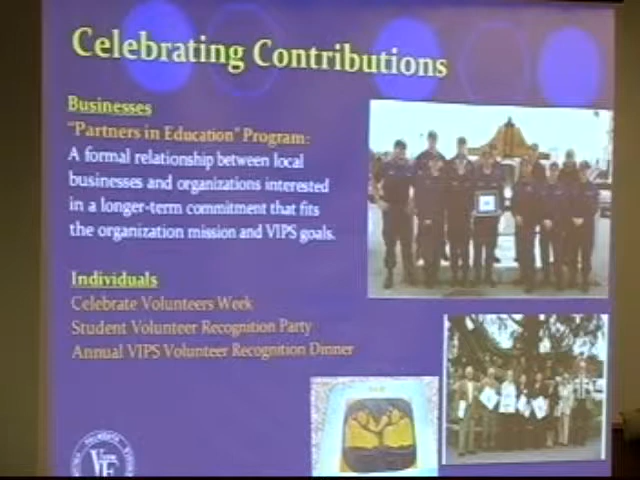 Celebrating Contributions
Businesses
"Partners in Education" Program:
A formal relationship between local
businesses and organizations interested
in a longer-term commitment that fits
the organization mission and VIPS goals.
Individuals
Celebrate Volunteers Week
Student Volunteer Recognition Party
Annual VIPS Volunteer Recognition Dinner